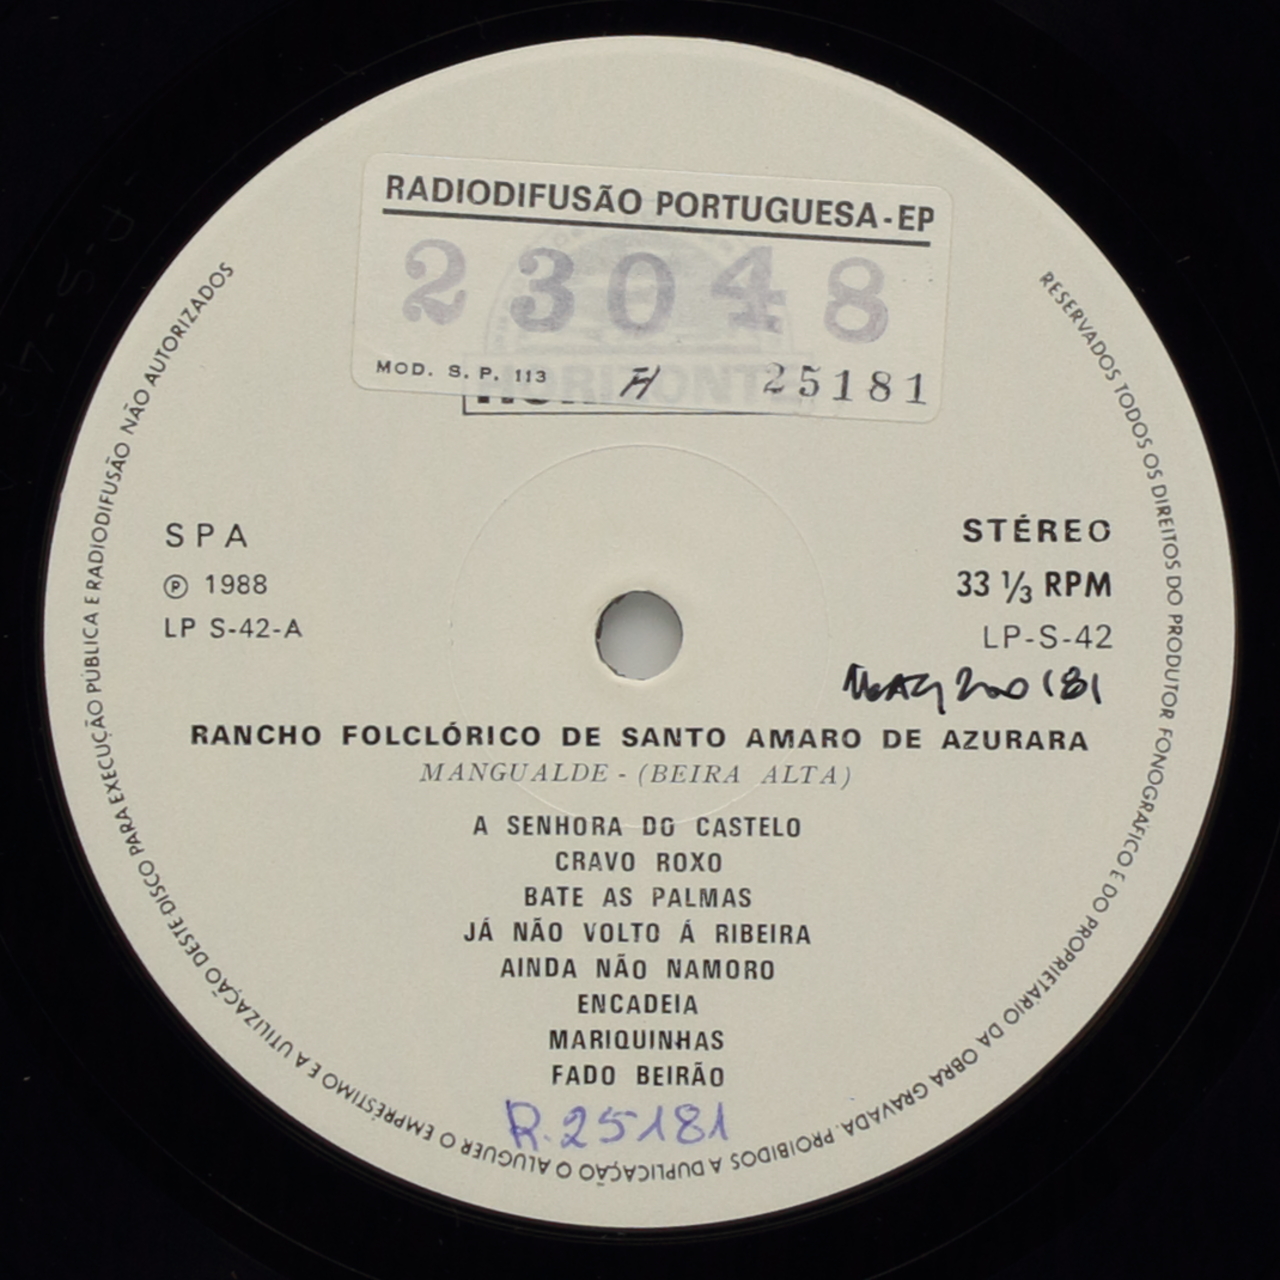 RADIODIFUSÃO PORTUGUESA-EP
23048
MOD. S. P. 113 25181
HORIZONTE
SPA
℗ 1988
LP S-42-A
STÉREO
33 1/3 RPM
LP-S-42
RANCHO FOLCLÓRICO DE SANTO AMARO DE AZURARA
MANGUALDE - (BEIRA ALTA)
A SENHORA DO CASTELO
CRAVO ROXO
BATE AS PALMAS
JÁ NÃO VOLTO Á RIBEIRA
AINDA NÃO NAMORO
ENCADEIA
MARIQUINHAS
FADO BEIRÃO
R.25181
RESERVADOS TODOS OS DIREITOS DO PRODUTOR FONOGRÁFICO E DO PROPRIETÁRIO DA OBRA GRAVADA. PROIBIDOS A DUPLICAÇÃO O ALUGUER O EMPRÉSTIMO E A UTILIZAÇÃO DESTE DISCO PARA EXECUÇÃO PÚBLICA E RADIODIFUSÃO NÃO AUTORIZADOS